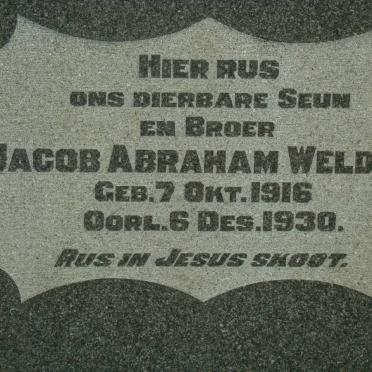 Hier rus
ons dierbare Seun
en Broer
Jacob Abraham Weld
Geb. 7 Okt. 1916
Oorl. 6 Des. 1930.
Rus in Jesus skoot.